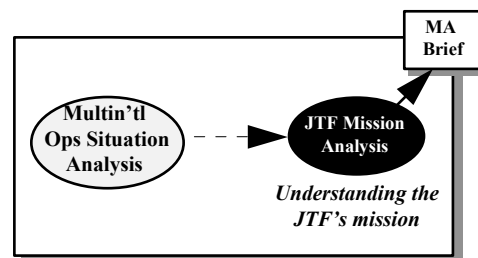 MA
Brief
Multin'tl
Ops Situation
Analysis
JTF Mission
Analysis
Understanding the
JTF's mission